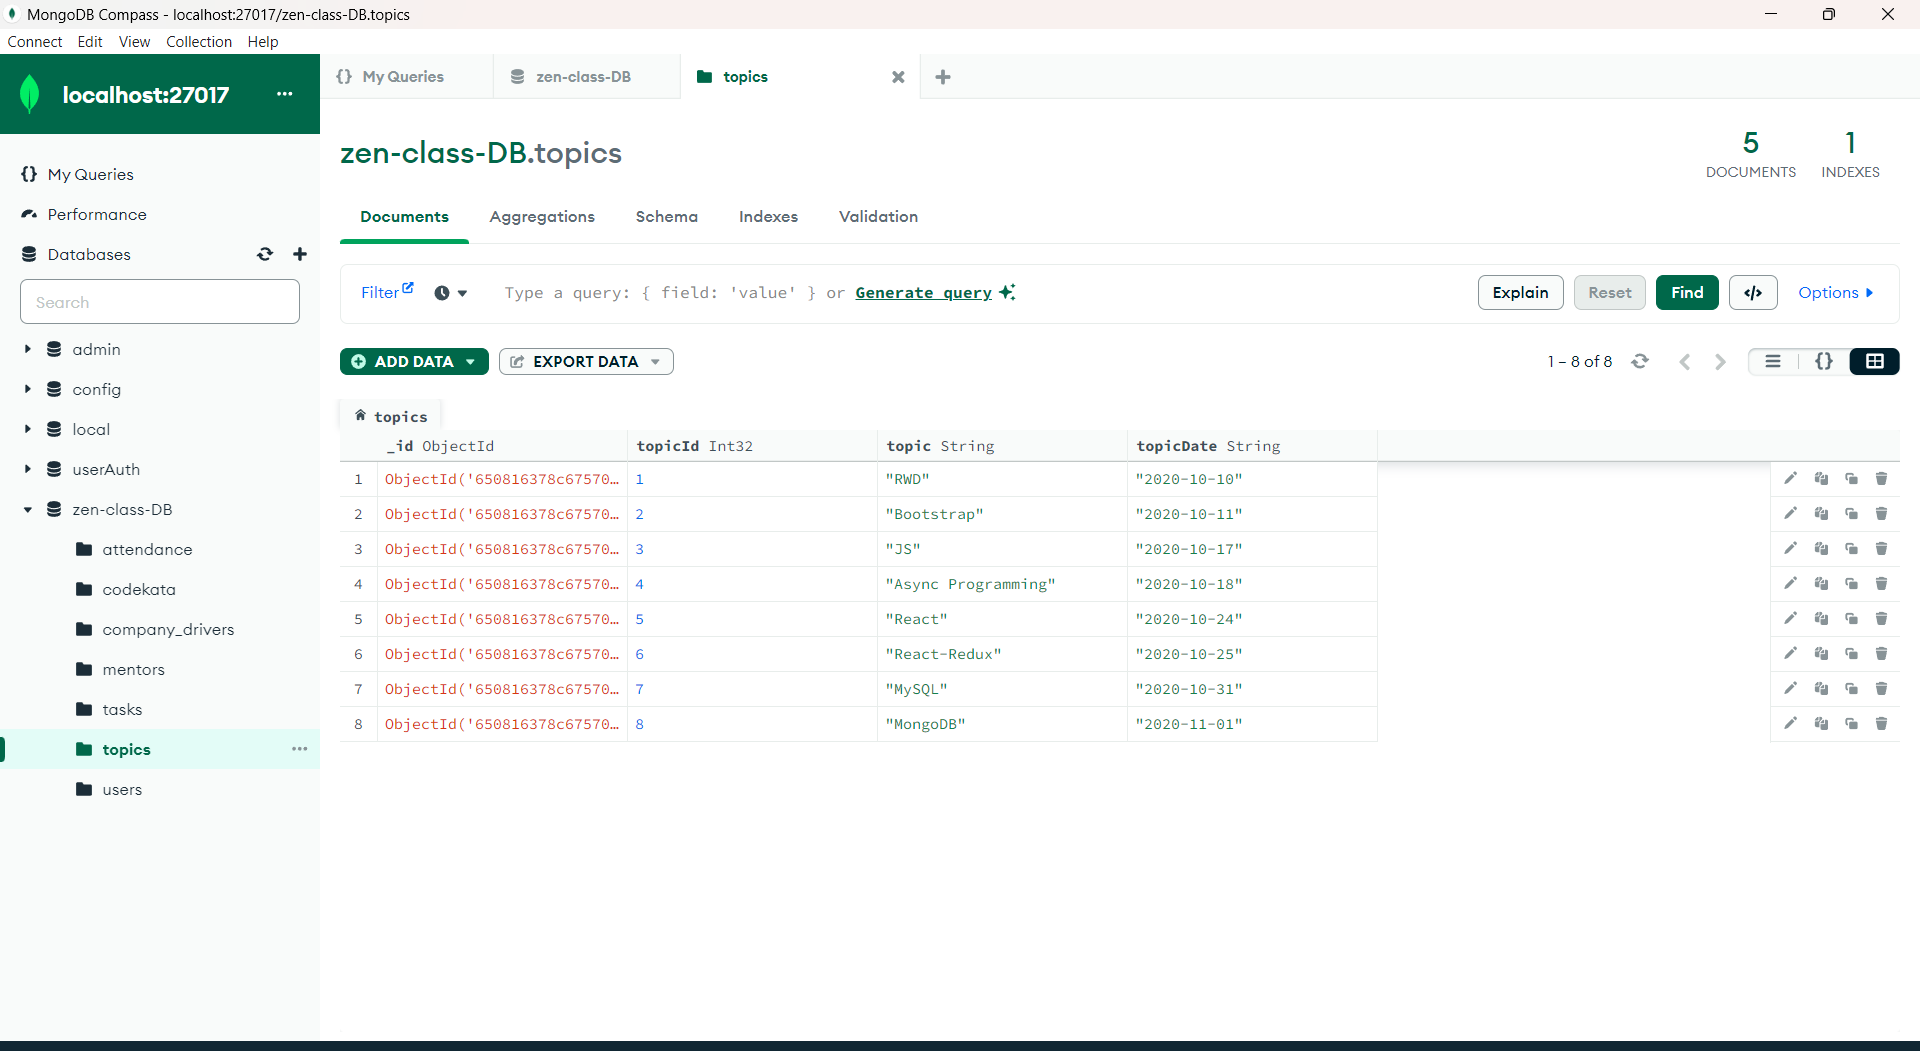 MongoDB Compass - localhost:27017/zen-class-DB.topics
Connect Edit View Collection Help
localhost:27017 ...
My Queries
Performance
Databases
Search
admin
config
local
userAuth
zen-class-DB
attendance
codekata
company_drivers
mentors
tasks
topics ...
users
{} My Queries zen-class-DB topics
zen-class-DB.topics
5 DOCUMENTS
1 INDEXES
Documents Aggregations Schema Indexes Validation
Filter Type a query: { field: 'value' } or Generate query Explain Reset Find </> Options
ADD DATA EXPORT DATA 1 – 8 of 8 {}
topics
_id ObjectId topicId Int32 topic String topicDate String
1 ObjectId('650816378c67570… 1 "RWD" "2020-10-10"
2 ObjectId('650816378c67570… 2 "Bootstrap" "2020-10-11"
3 ObjectId('650816378c67570… 3 "JS" "2020-10-17"
4 ObjectId('650816378c67570… 4 "Async Programming" "2020-10-18"
5 ObjectId('650816378c67570… 5 "React" "2020-10-24"
6 ObjectId('650816378c67570… 6 "React-Redux" "2020-10-25"
7 ObjectId('650816378c67570… 7 "MySQL" "2020-10-31"
8 ObjectId('650816378c67570… 8 "MongoDB" "2020-11-01"